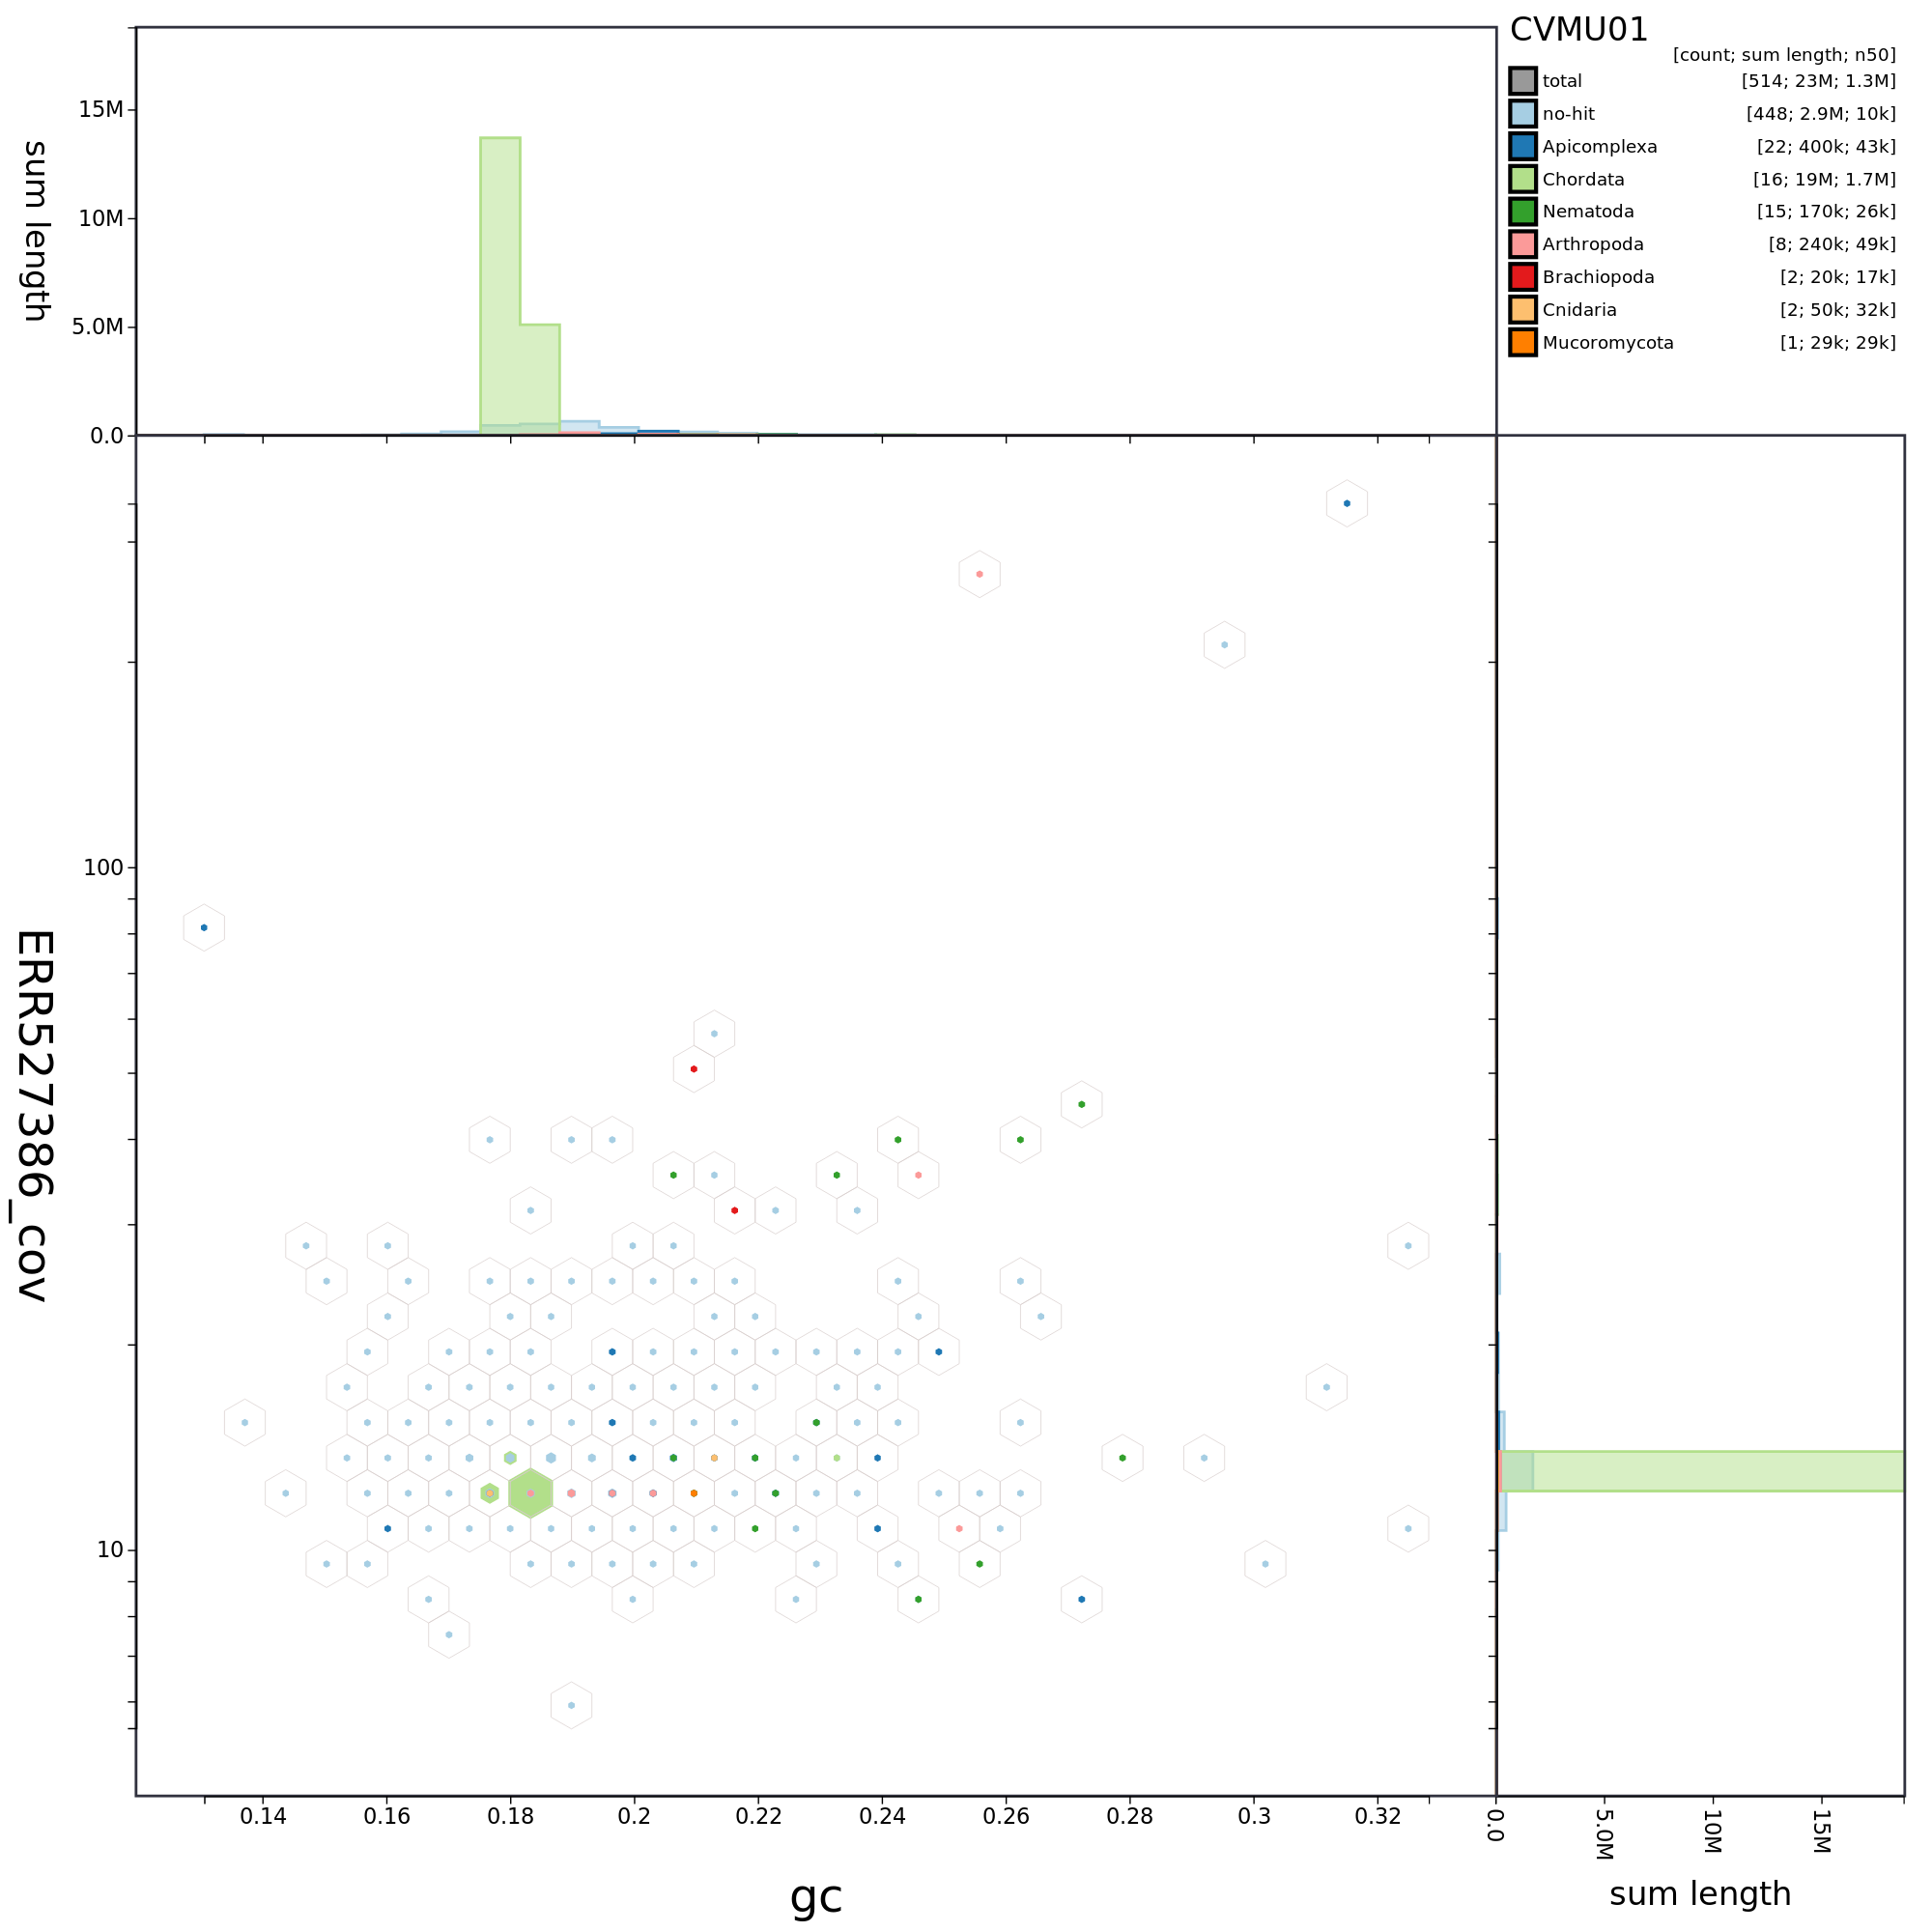 CVMU01
[count; sum length; n50]
total [514; 23M; 1.3M]
no-hit [448; 2.9M; 10k]
Apicomplexa [22; 400k; 43k]
Chordata [16; 19M; 1.7M]
Nematoda [15; 170k; 26k]
Arthropoda [8; 240k; 49k]
Brachiopoda [2; 20k; 17k]
Cnidaria [2; 50k; 32k]
Mucoromycota [1; 29k; 29k]
sum length
15M
10M
5.0M
0.0
ERR527386_cov
100
10
0.14 0.16 0.18 0.2 0.22 0.24 0.26 0.28 0.3 0.32
gc
0.0 5.0M 10M 15M
sum length